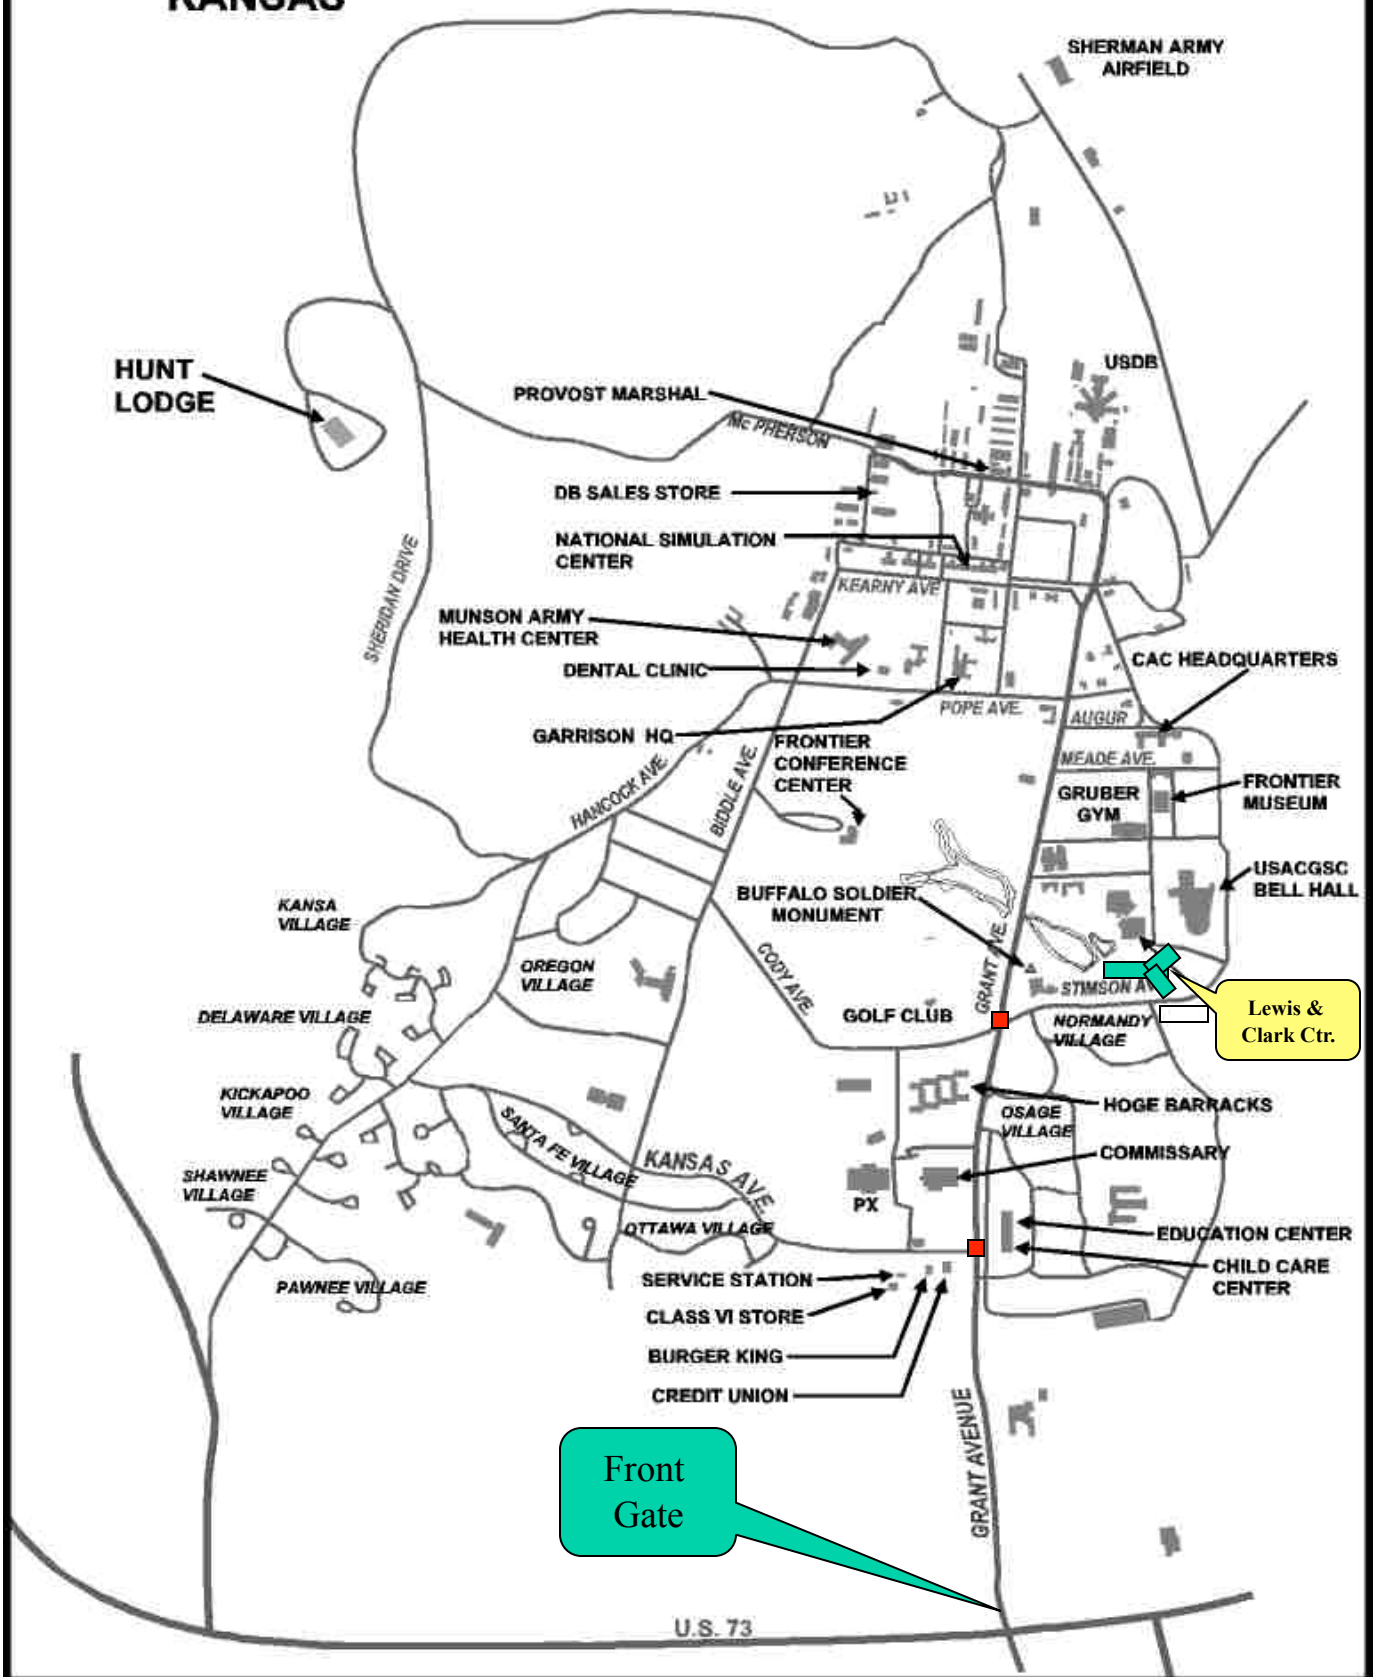 KANSAS
SHERMAN ARMY
AIRFIELD
HUNT
LODGE
USDB
PROVOST MARSHAL
Mc PHERSON
DB SALES STORE
NATIONAL SIMULATION
CENTER
KEARNY AVE
SHERIDAN DRIVE
MUNSON ARMY
HEALTH CENTER
DENTAL CLINIC
CAC HEADQUARTERS
POPE AVE.
AUGUR
GARRISON HQ
FRONTIER
CONFERENCE
CENTER
MEADE AVE.
HANCOCK AVE.
BIDDLE AVE.
GRUBER
GYM
FRONTIER
MUSEUM
USACGSC
BELL HALL
BUFFALO SOLDIER
MONUMENT
KANSA
VILLAGE
OREGON
VILLAGE
CODY AVE.
GRANT AVE.
STIMSON AV
DELAWARE VILLAGE
GOLF CLUB
NORMANDY
VILLAGE
Lewis &
Clark Ctr.
KICKAPOO
VILLAGE
HOGE BARRACKS
OSAGE
VILLAGE
SANTA FE VILLAGE
KANSAS AVE.
COMMISSARY
SHAWNEE
VILLAGE
PX
OTTAWA VILLAGE
EDUCATION CENTER
CHILD CARE
CENTER
PAWNEE VILLAGE
SERVICE STATION
CLASS VI STORE
BURGER KING
CREDIT UNION
GRANT AVENUE
Front
Gate
U.S. 73